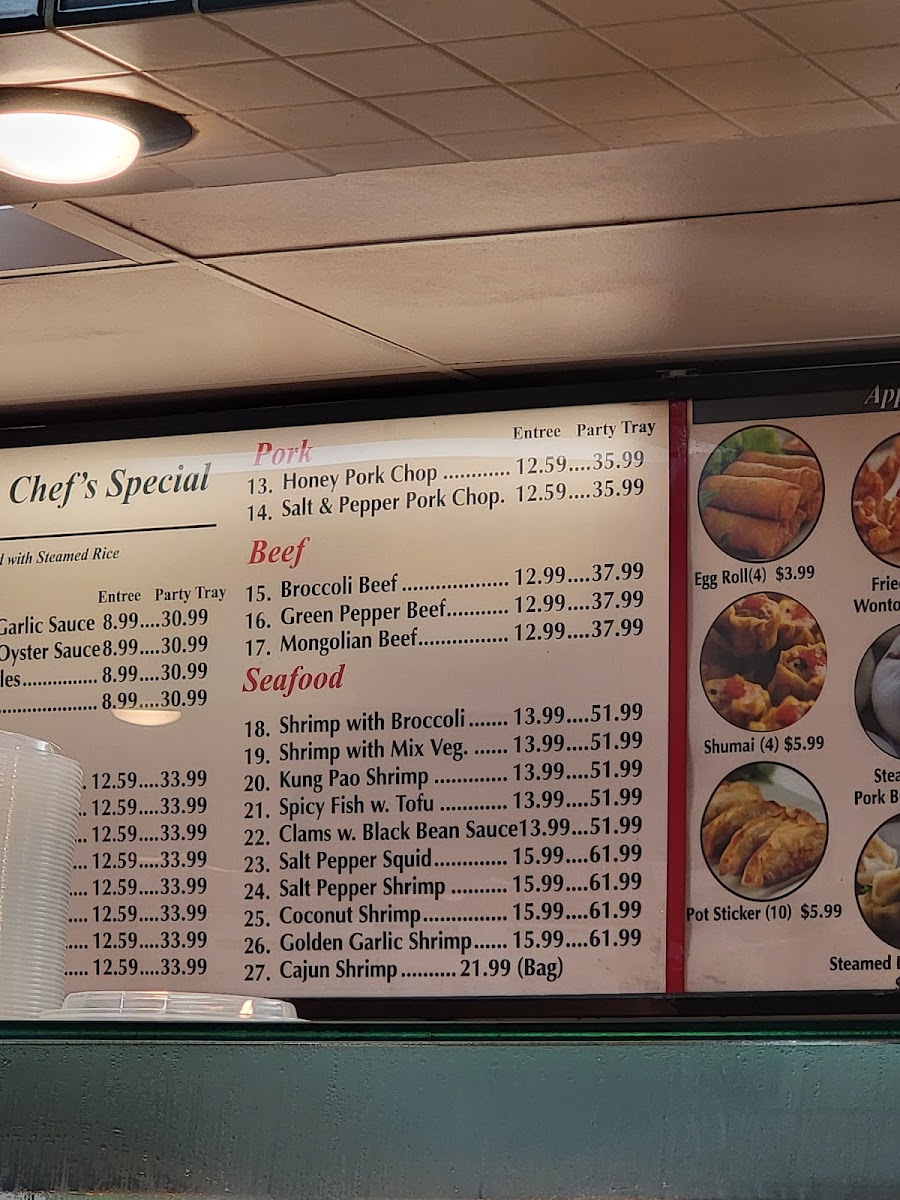 Chef's Special
with Steamed Rice
Entree Party Tray
Garlic Sauce 8.99....30.99
Oyster Sauce 8.99....30.99
............... 8.99....30.99
.................... 8.99....30.99
. 12.59....33.99
.. 12.59....33.99
... 12.59....33.99
.... 12.59....33.99
.... 12.59....33.99
.... 12.59....33.99
..... 12.59....33.99
..... 12.59....33.99
Entree Party Tray
Pork
13. Honey Pork Chop ............ 12.59....35.99
14. Salt & Pepper Pork Chop. 12.59....35.99
Beef
15. Broccoli Beef ................... 12.99....37.99
16. Green Pepper Beef........... 12.99....37.99
17. Mongolian Beef................ 12.99....37.99
Seafood
18. Shrimp with Broccoli ....... 13.99....51.99
19. Shrimp with Mix Veg. ...... 13.99....51.99
20. Kung Pao Shrimp ............. 13.99....51.99
21. Spicy Fish w. Tofu ............ 13.99....51.99
22. Clams w. Black Bean Sauce13.99...51.99
23. Salt Pepper Squid............. 15.99....61.99
24. Salt Pepper Shrimp .......... 15.99....61.99
25. Coconut Shrimp............... 15.99....61.99
26. Golden Garlic Shrimp...... 15.99....61.99
27. Cajun Shrimp .......... 21.99 (Bag)
Egg Roll(4) $3.99
Shumai (4) $5.99
Pot Sticker (10) $5.99
Pork
Steamed